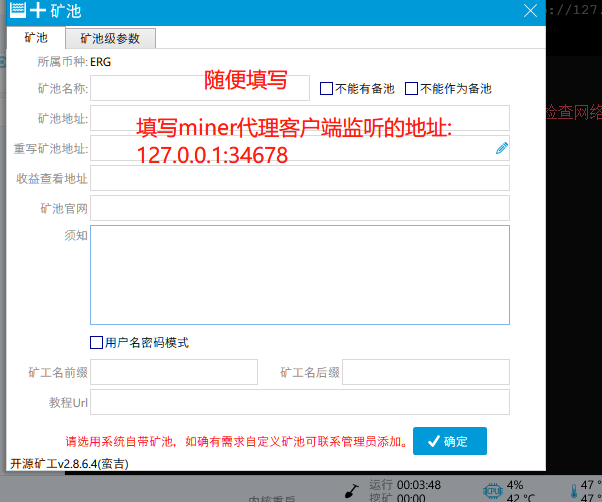 矿池
://127.
矿池 矿池级参数
所属币种: ERG
矿池名称: 随便填写 不能有备池 不能作为备池
矿池地址:
填写miner代理客户端监听的地址:
检查网络
重写矿池地址: 127.0.0.1:34678
收益查看地址
矿池官网
须知
用户名密码模式
矿工名前缀 矿工名后缀
教程Url
请选用系统自带矿池，如确有需求自定义矿池可联系管理员添加。 确定
开源矿工v2.8.6.4(蛮吉)
运行 00:03:48 CPU 4% 47 °
挖矿 00:00 42 °C 47